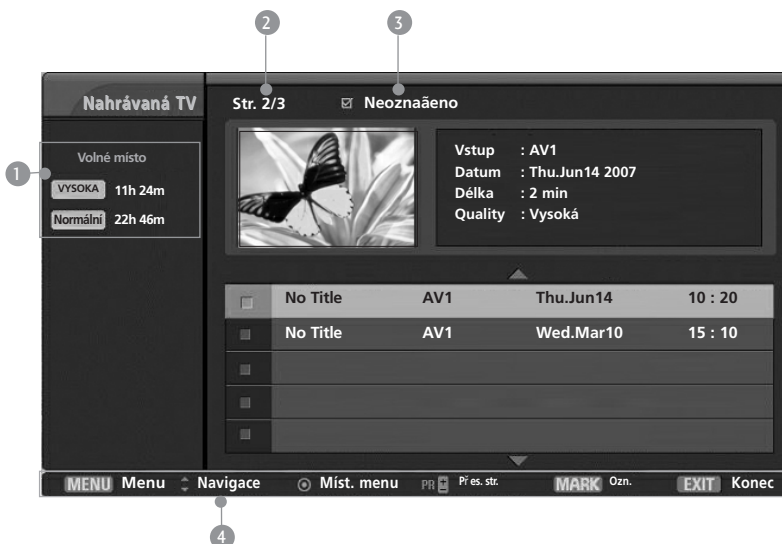 2
3
Nahrávaná TV
Str. 2/3
Neoznaãeno
1
Volné místo
VYSOKA 11h 24m
Normální 22h 46m
Vstup : AV1
Datum : Thu.Jun14 2007
Délka : 2 min
Quality : Vysoká
No Title AV1 Thu.Jun14 10 : 20
No Title AV1 Wed.Mar10 15 : 10
MENU Menu Navigace Míst. menu PR + - Př es. str. MARK Ozn. EXIT Konec
4